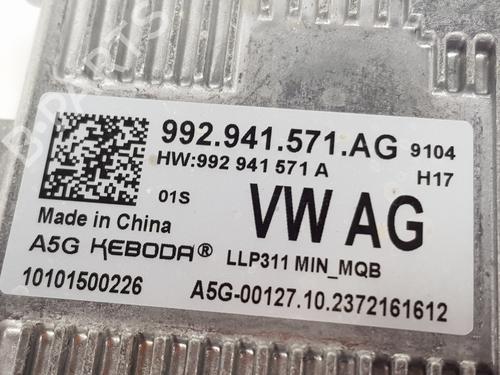 B-PARTS
992.941.571.AG 9104
HW:992 941 571 A H17
01S
VW AG
Made in China
A5G KEBODA® LLP311 MIN_MQB
10101500226 A5G-00127.10.2372161612